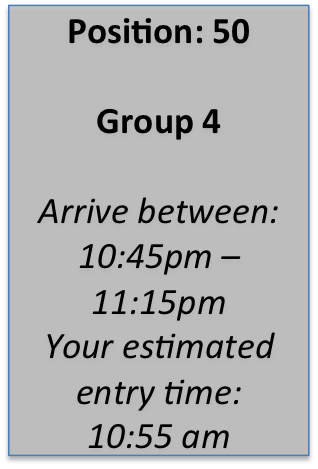 Position: 50
Group 4
Arrive between:
10:45pm –
11:15pm
Your estimated
entry time:
10:55 am